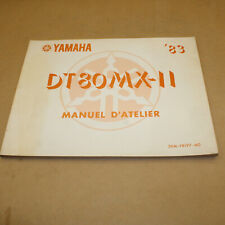 YAMAHA
'83
DT80MX-II
MANUEL D'ATELIER